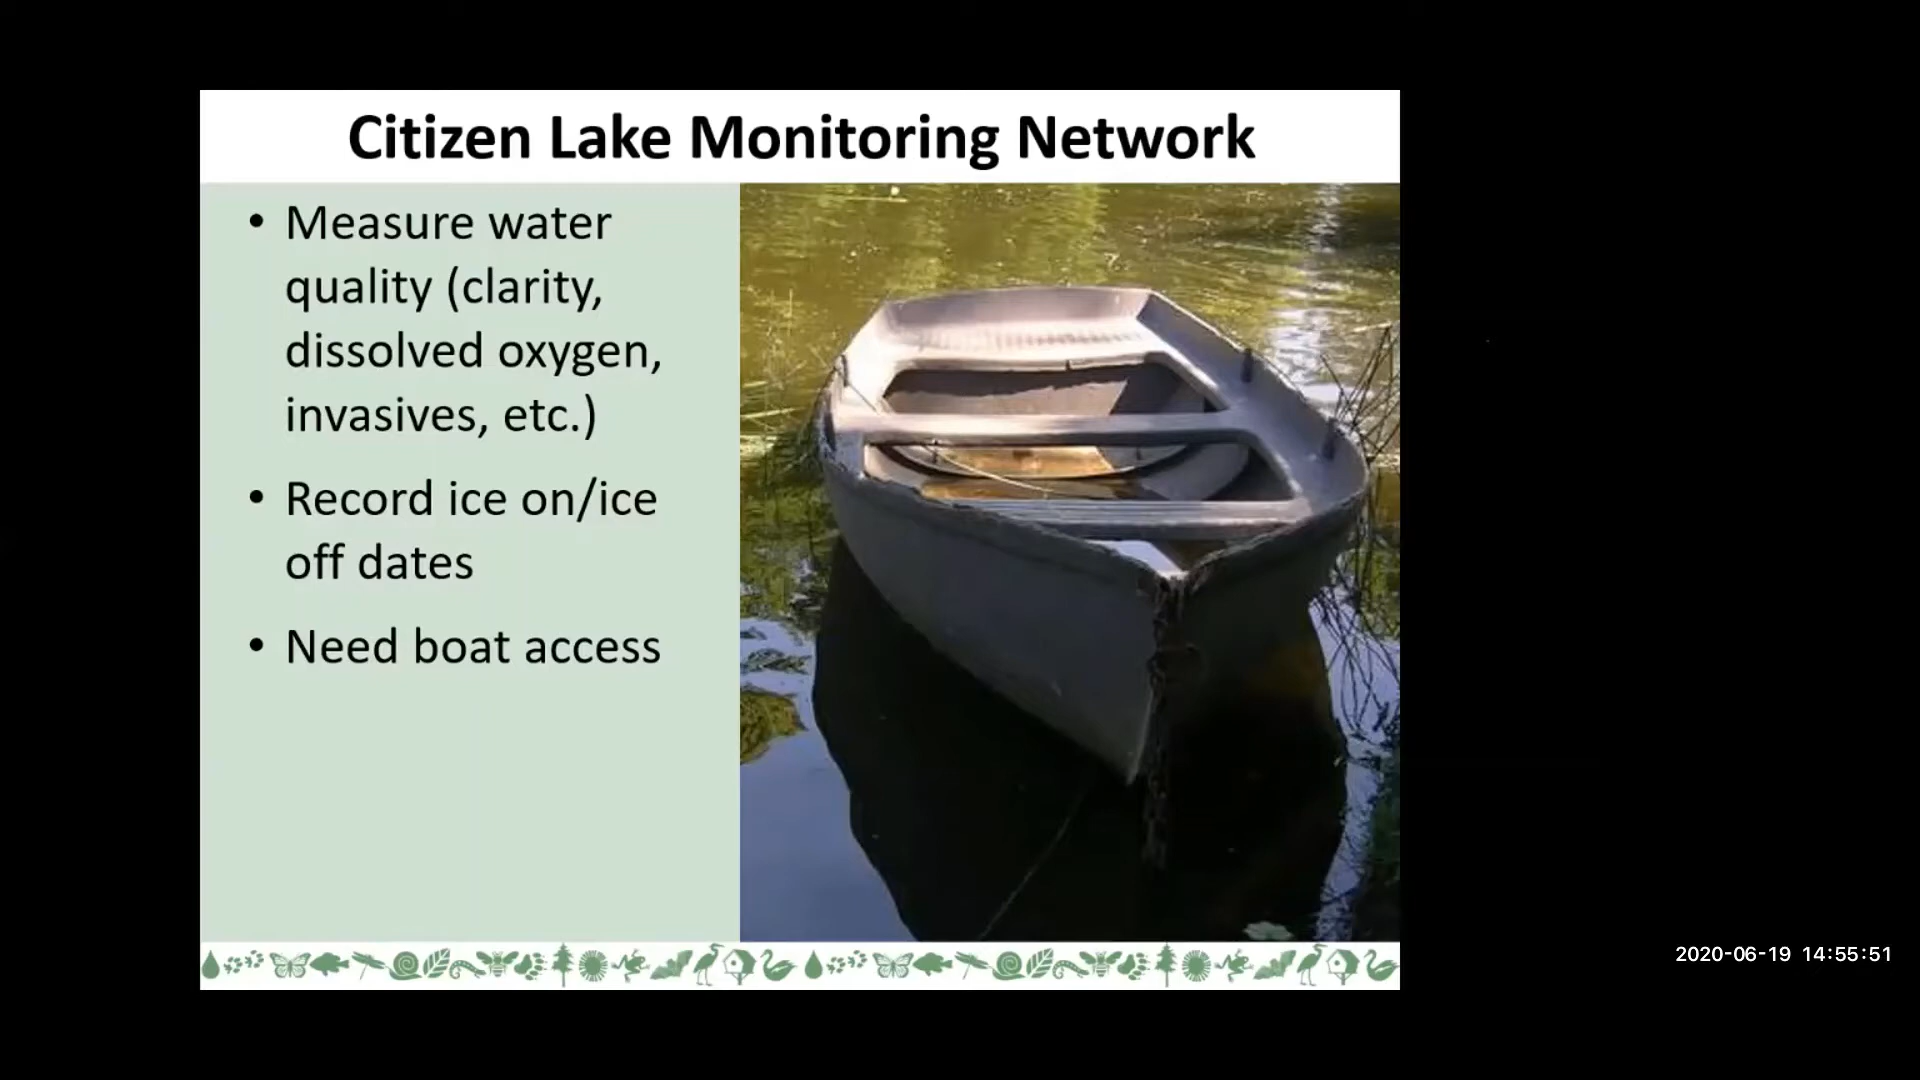 Citizen Lake Monitoring Network
• Measure water
quality (clarity,
dissolved oxygen,
invasives, etc.)
• Record ice on/ice
off dates
• Need boat access
2020-06-19 14:55:51